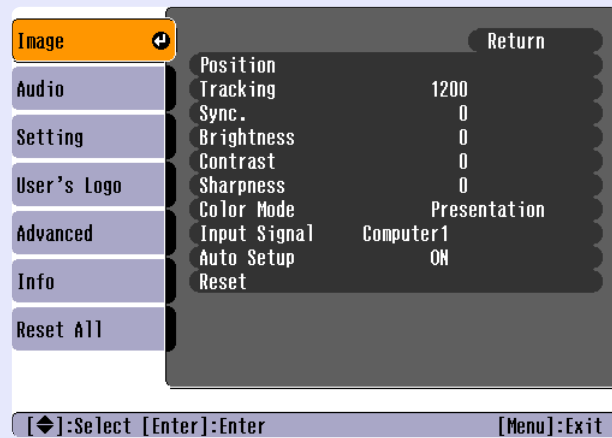 Image
Audio
Setting
User's Logo
Advanced
Info
Reset All
Return
Position
Tracking 1200
Sync. 0
Brightness 0
Contrast 0
Sharpness 0
Color Mode Presentation
Input Signal Computer1
Auto Setup ON
Reset
[◆]:Select [Enter]:Enter [Menu]:Exit